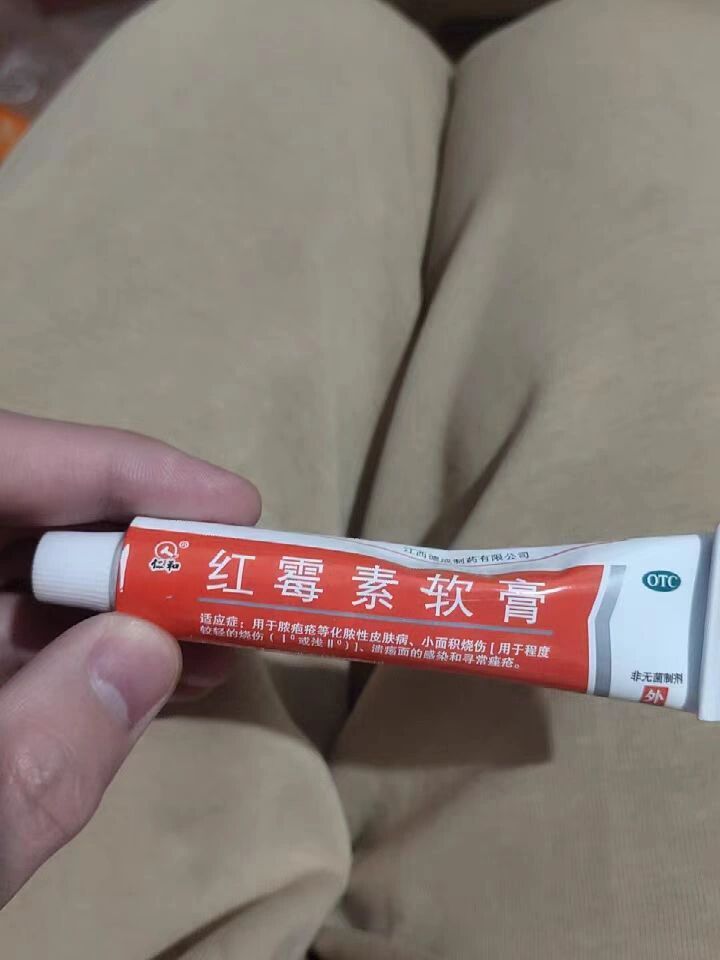 江西德成制药有限公司
仁和
红霉素软膏
OTC
适应症：用于脓疱疮等化脓性皮肤病、小面积烧伤[用于程度
较轻的烧伤（Ⅰ°或浅Ⅱ°）]、溃疡面的感染和寻常痤疮。
非无菌制剂
外